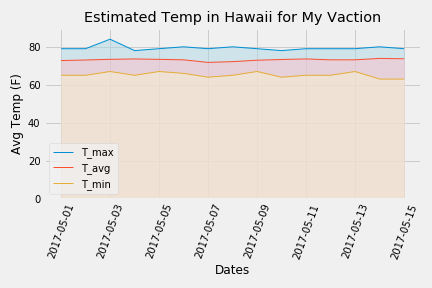 Estimated Temp in Hawaii for My Vaction
Avg Temp (F)
80
60
40
20
0
T_max
T_avg
T_min
2017-05-01
2017-05-03
2017-05-05
2017-05-07
2017-05-09
2017-05-11
2017-05-13
2017-05-15
Dates